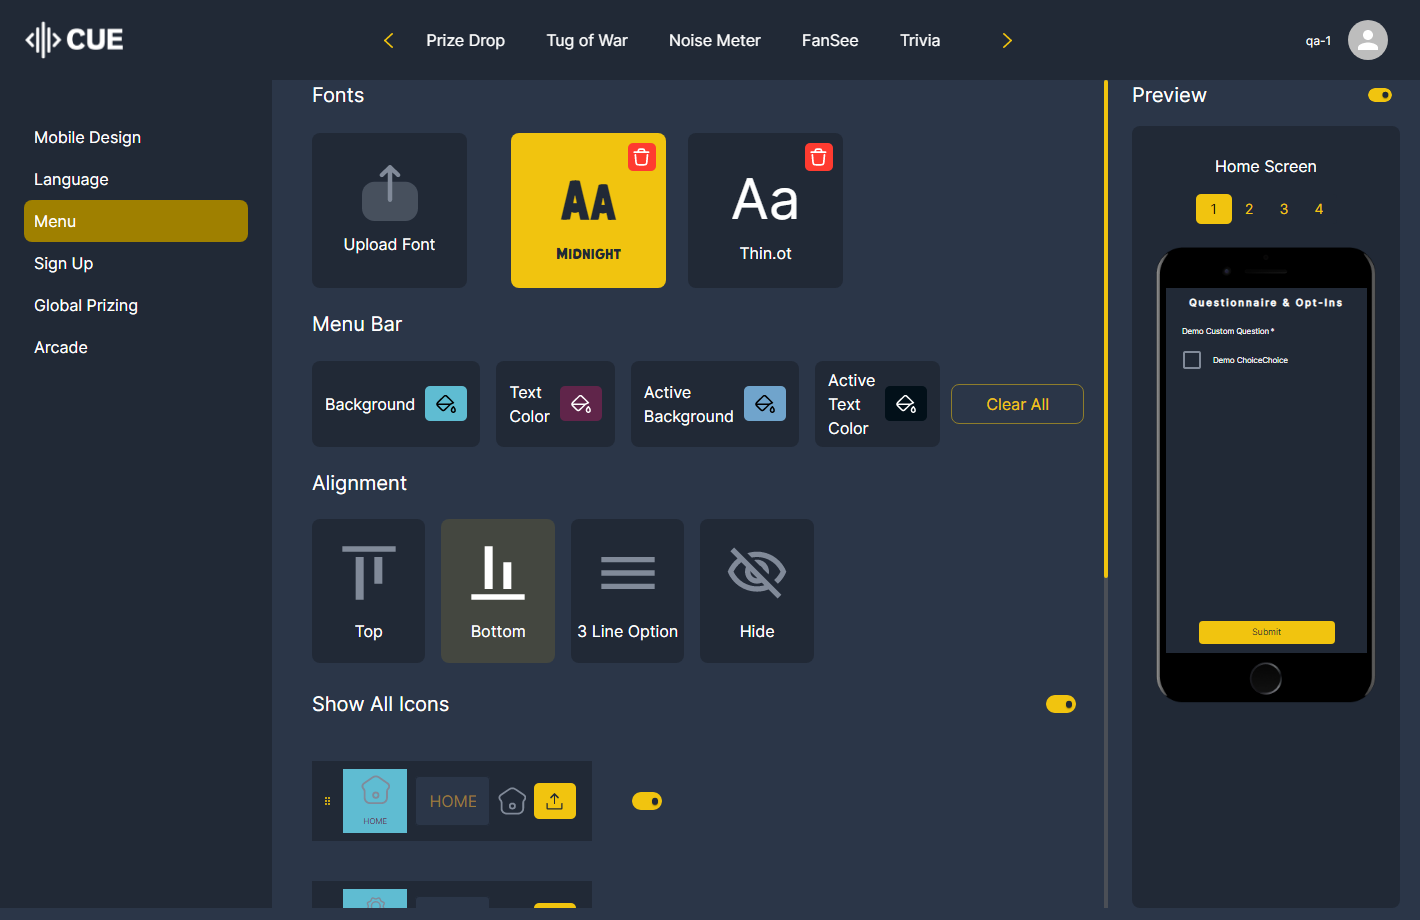 CUE
Prize Drop
Tug of War
Noise Meter
FanSee
Trivia
qa-1
Mobile Design
Language
Menu
Sign Up
Global Prizing
Arcade
Fonts
Upload Font
AA
MIDNIGHT
Aa
Thin.ot
Menu Bar
Background
Text
Color
Active
Background
Active
Text
Color
Clear All
Alignment
Top
Bottom
3 Line Option
Hide
Show All Icons
HOME
HOME
Preview
Home Screen
1 2 3 4
Questionnaire & Opt-Ins
Demo Custom Question *
Demo ChoiceChoice
Submit